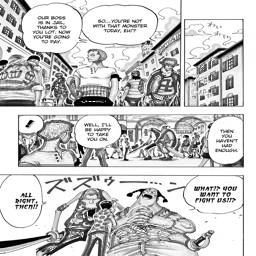 SO...YOU'RE NOT
WITH THAT
MONSTER
TODAY, EH!?
OUR BOSS
IS IN JAIL,
THANKS TO
YOU LOT. NOW
YOU'RE GOING
TO PAY.
THEN
YOU
HAVEN'T
HAD
ENOUGH.
WELL, I'LL
BE HAPPY
TO TAKE
YOU ON.
WHAT!? YOU
WANT TO
FIGHT US!?
ALL
RIGHT,
THEN!!